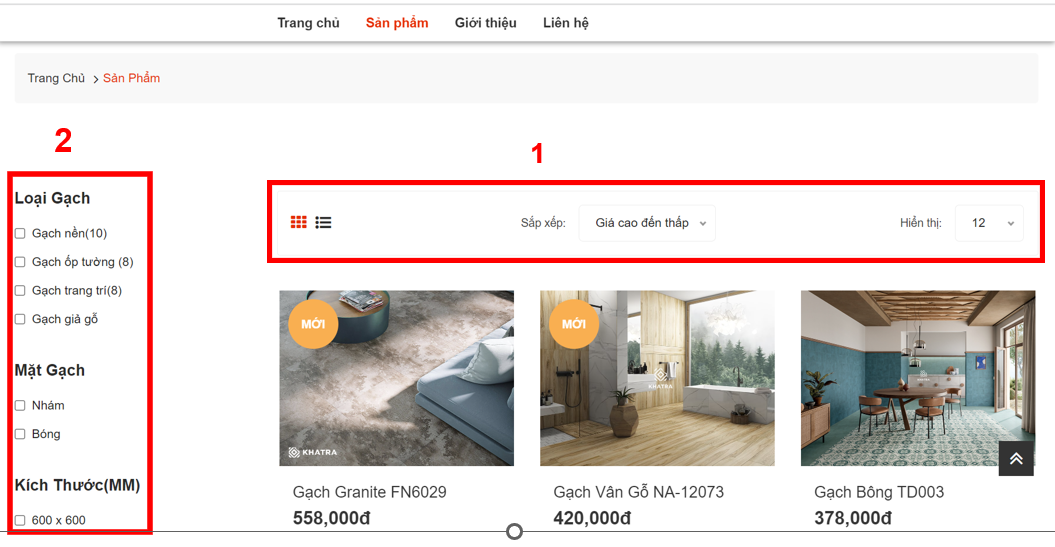 Trang chủ Sản phẩm Giới thiệu Liên hệ
Trang Chủ > Sản Phẩm
2
1
Loại Gạch
Gạch nền(10)
Gạch ốp tường (8)
Gạch trang trí(8)
Gạch giả gỗ
Mặt Gạch
Nhám
Bóng
Kích Thước(MM)
600 x 600
Sắp xếp: Giá cao đến thấp Hiển thị: 12
MỚI
KHATRA
Gạch Granite FN6029
558,000đ
MỚI
KHATRA
Gạch Vân Gỗ NA-12073
420,000đ
Gạch Bông TD003
378,000đ